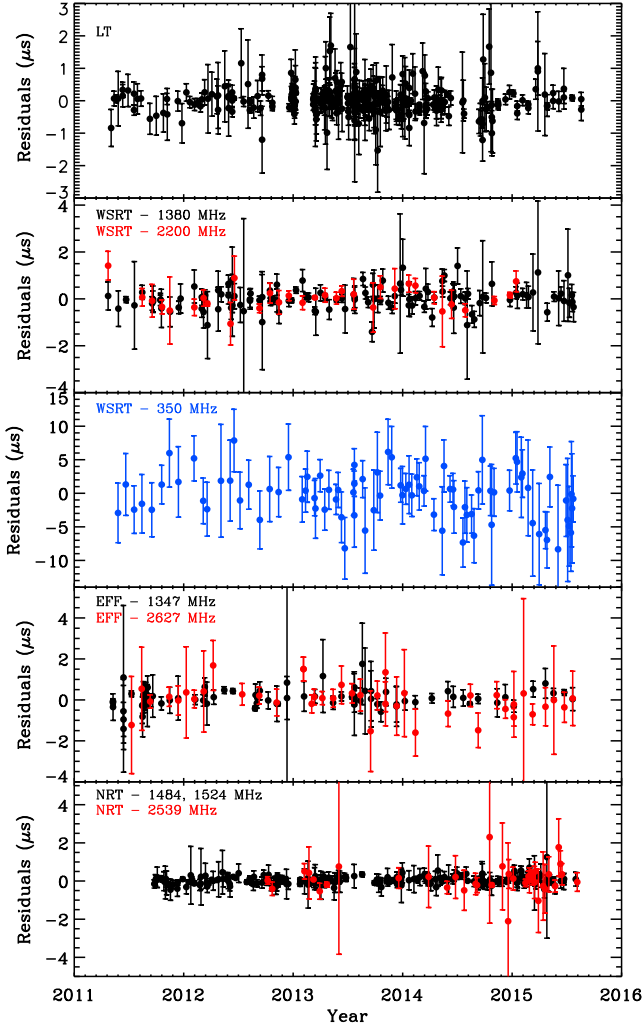 3
2
1
0
−1
−2
−3
Residuals (μs)
LT
4
2
0
−2
−4
Residuals (μs)
WSRT − 1380 MHz
WSRT − 2200 MHz
15
10
5
0
−5
−10
Residuals (μs)
WSRT − 350 MHz
4
2
0
−2
−4
Residuals (μs)
EFF − 1347 MHz
EFF − 2627 MHz
4
2
0
−2
−4
Residuals (μs)
NRT − 1484, 1524 MHz
NRT − 2539 MHz
2011 2012 2013 2014 2015 2016
Year